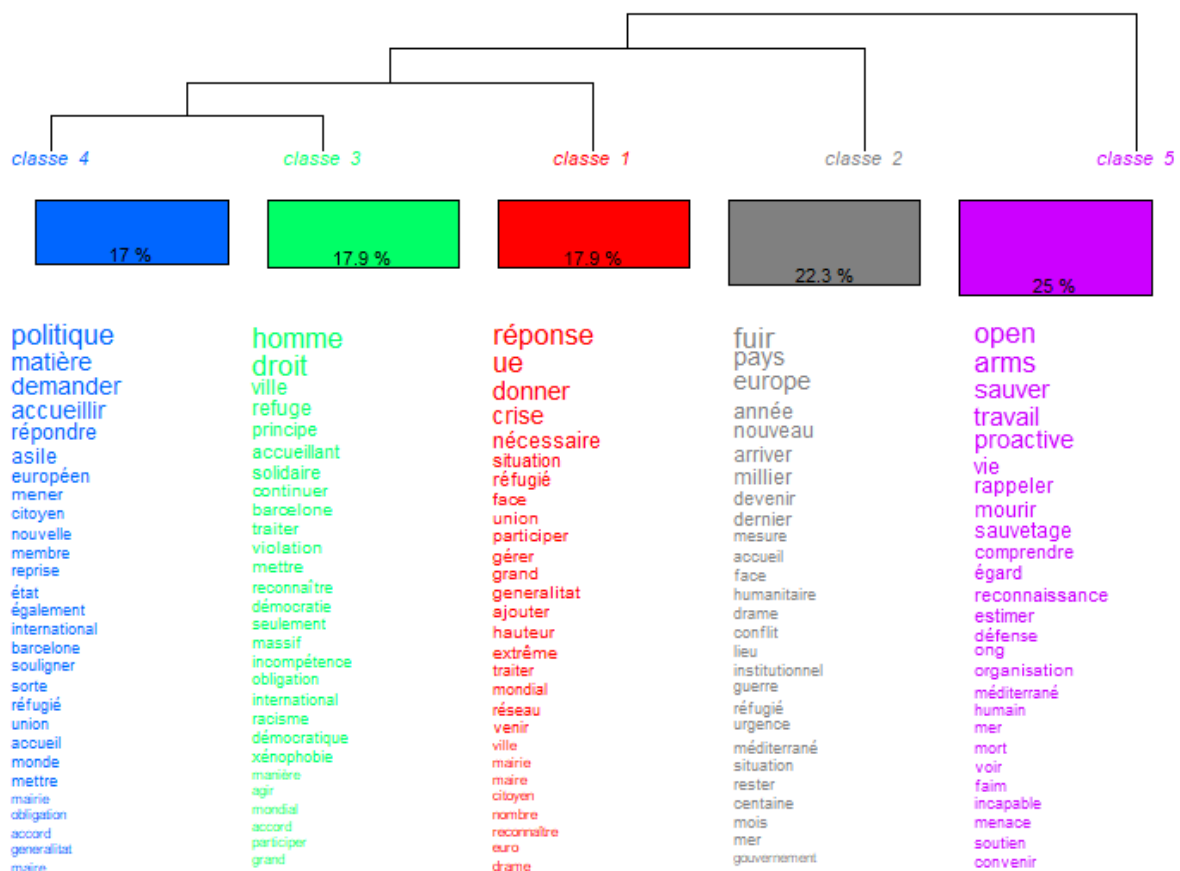 classe 4
classe 3
classe 1
classe 2
classe 5
17 %
17.9 %
17.9 %
22.3 %
25 %
politique
matière
demander
accueillir
répondre
asile
européen
mener
citoyen
nouvelle
membre
reprise
état
également
international
barcelone
souligner
sorte
réfugié
union
accueil
monde
mettre
mairie
obligation
accord
generalitat
maire
homme
droit
ville
refuge
principe
accueillant
solidaire
continuer
barcelone
traiter
violation
mettre
reconnaître
démocratie
seulement
massif
incompétence
obligation
international
racisme
démocratique
xénophobie
manière
agir
mondial
accord
participer
grand
réponse
ue
donner
crise
nécessaire
situation
réfugié
face
union
participer
gérer
grand
generalitat
ajouter
hauteur
extrême
traiter
mondial
réseau
venir
ville
mairie
maire
citoyen
nombre
reconnaître
euro
drame
fuir
pays
europe
année
nouveau
arriver
millier
devenir
dernier
mesure
accueil
face
humanitaire
drame
conflit
lieu
institutionnel
guerre
réfugié
urgence
méditerrané
situation
rester
centaine
mois
mer
gouvernement
open
arms
sauver
travail
proactive
vie
rappeler
mourir
sauvetage
comprendre
égard
reconnaissance
estimer
défense
ong
organisation
méditerrané
humain
mer
mort
voir
faim
incapable
menace
soutien
convenir